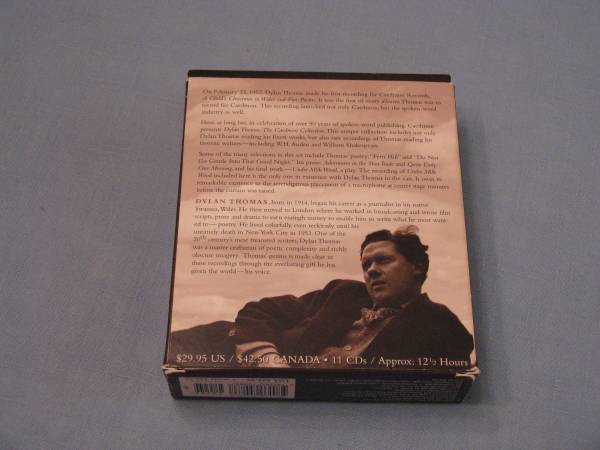 On February 22, 1952, Dylan Thomas made his first recording for Caedmon Records,
A Child's Christmas in Wales and Five Poems. It was the first of many albums Thomas was to
record for Caedmon. This recording launched not only Caedmon, but the spoken-word
industry as well.
Here, at long last, in celebration of over 50 years of spoken-word publishing, Caedmon
presents Dylan Thomas: The Caedmon Collection. This unique collection includes not only
Dylan Thomas reading his finest works, but also rare recordings of Thomas reading his
favorite writers—including W.H. Auden and William Shakespeare.
Some of the many selections in this set include Thomas' poetry, "Fern Hill" and "Do Not
Go Gentle Into That Good Night," his prose, Adventures in the Skin Trade and Quite Early
One Morning, and his final work—Under Milk Wood, a play. The recording of Under Milk
Wood included here is the only one in existence with Dylan Thomas in the cast. It owes its
remarkable existence to the serendipitous placement of a microphone at center stage moments
before the curtain was raised.
DYLAN THOMAS, born in 1914, began his career as a journalist in his native
Swansea, Wales. He then moved to London where he worked in broadcasting and wrote film
scripts, prose and drama to earn enough money to enable him to write what he most want-
ed to—poetry. He lived colorfully, even recklessly, until his
untimely death in New York City in 1953. One of the
20th century's most treasured writers, Dylan Thomas
was a master craftsman of poetic complexity and richly
obscure imagery. Thomas' genius is made clear in
these recordings through the everlasting gift he has
given the world—his voice.
$29.95 US / $42.50 CANADA • 11 CDs / Approx. 12½ Hours